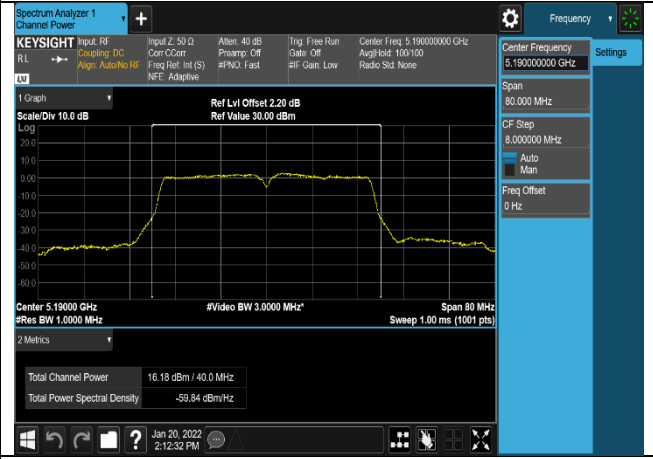 Spectrum Analyzer 1
Channel Power
Frequency
KEYSIGHT
RL
LXI
Input: RF
Coupling: DC
Align: Auto/No RF
Input Z: 50 Ω
Corr CCorr
Freq Ref: Int (S)
NFE: Adaptive
Atten: 40 dB
Preamp: Off
#PNO: Fast
Trig: Free Run
Gate: Off
#IF Gain: Low
Center Freq: 5.190000000 GHz
Avg|Hold: 100/100
Radio Std: None
Center Frequency
5.190000000 GHz
Settings
Span
80.000 MHz
CF Step
8.000000 MHz
Auto
Man
Freq Offset
0 Hz
1 Graph
Scale/Div 10.0 dB
Ref Lvl Offset 2.20 dB
Ref Value 30.00 dBm
Log
20.0
10.0
0.00
-10.0
-20.0
-30.0
-40.0
-50.0
-60.0
Center 5.19000 GHz
#Res BW 1.0000 MHz
#Video BW 3.0000 MHz*
Span 80 MHz
Sweep 1.00 ms (1001 pts)
2 Metrics
Total Channel Power 16.18 dBm / 40.0 MHz
Total Power Spectral Density -59.84 dBm/Hz
Jan 20, 2022
2:12:32 PM